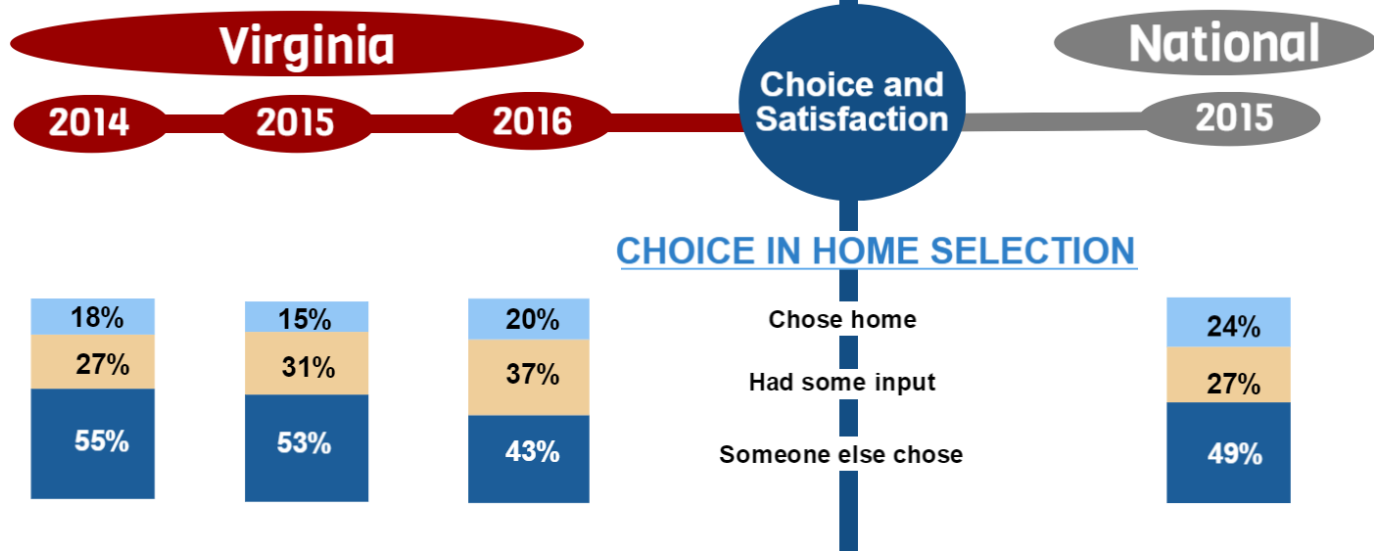 Virginia
National
Choice and
Satisfaction
2014
2015
2016
2015
CHOICE IN HOME SELECTION
18%
15%
20%
Chose home
24%
27%
31%
37%
Had some input
27%
55%
53%
43%
Someone else chose
49%